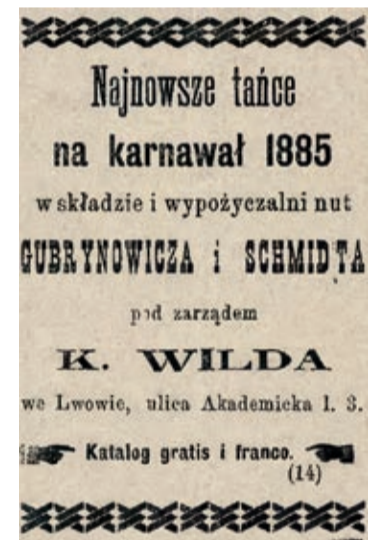 Najnowsze tańce
na karnawał 1885
w składzie i wypożyczalni nut
GUBRYNOWICZA i SCHMIDTA
pod zarządem
K. WILDA
we Lwowie, ulica Akademicka l. 3.
Katalog gratis i franco.
(14)